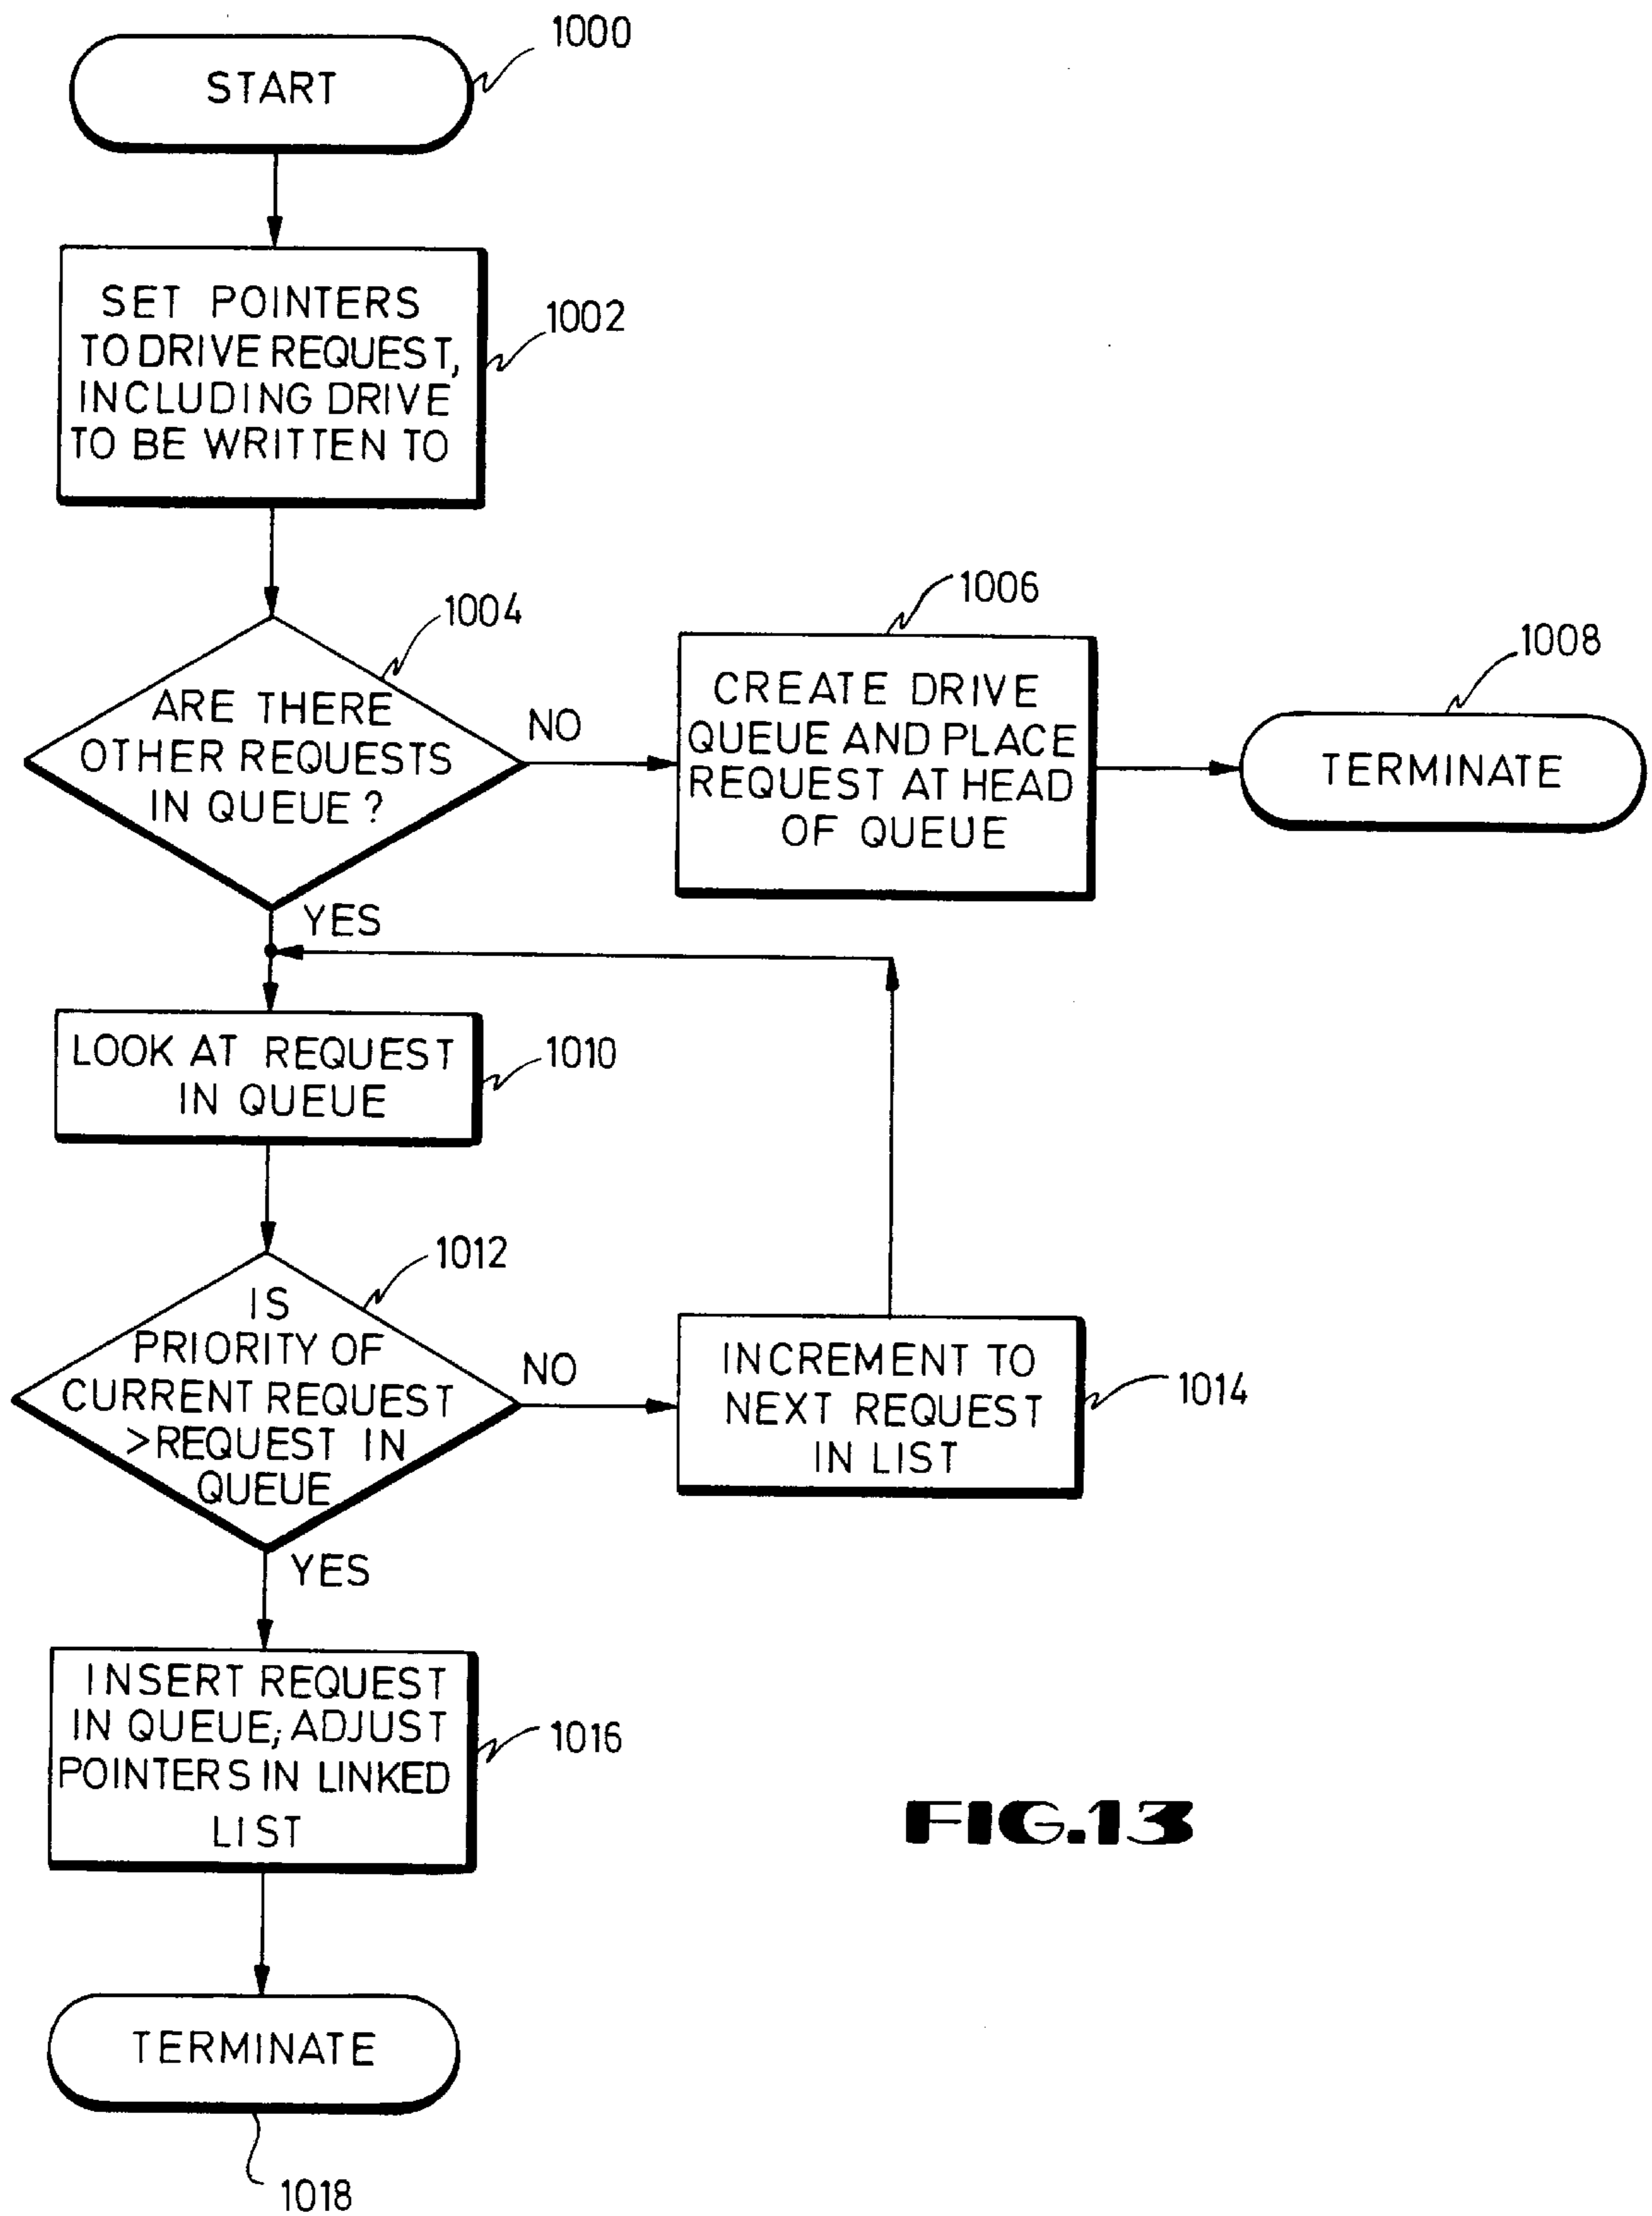 START
1000
SET POINTERS
TO DRIVE REQUEST,
INCLUDING DRIVE
TO BE WRITTEN TO
1002
ARE THERE
OTHER REQUESTS
IN QUEUE ?
1004
NO
CREATE DRIVE
QUEUE AND PLACE
REQUEST AT HEAD
OF QUEUE
1006
TERMINATE
1008
YES
LOOK AT REQUEST
IN QUEUE
1010
IS
PRIORITY OF
CURRENT REQUEST
>REQUEST IN
QUEUE
1012
NO
INCREMENT TO
NEXT REQUEST
IN LIST
1014
YES
INSERT REQUEST
IN QUEUE; ADJUST
POINTERS IN LINKED
LIST
1016
TERMINATE
1018
FIG.13